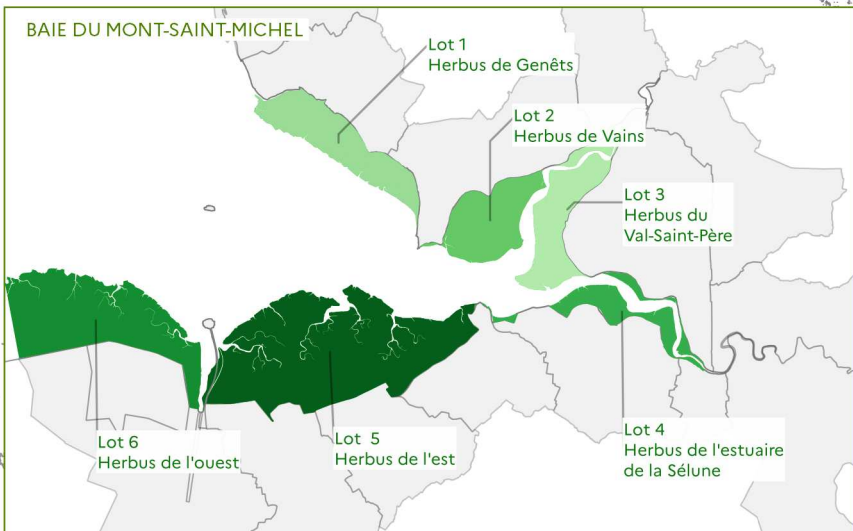 BAIE DU MONT-SAINT-MICHEL
Lot 1
Herbus de Genêts
Lot 2
Herbus de Vains
Lot 3
Herbus du
Val-Saint-Père
Lot 6
Herbus de l'ouest
Lot 5
Herbus de l'est
Lot 4
Herbus de l'estuaire
de la Sélune